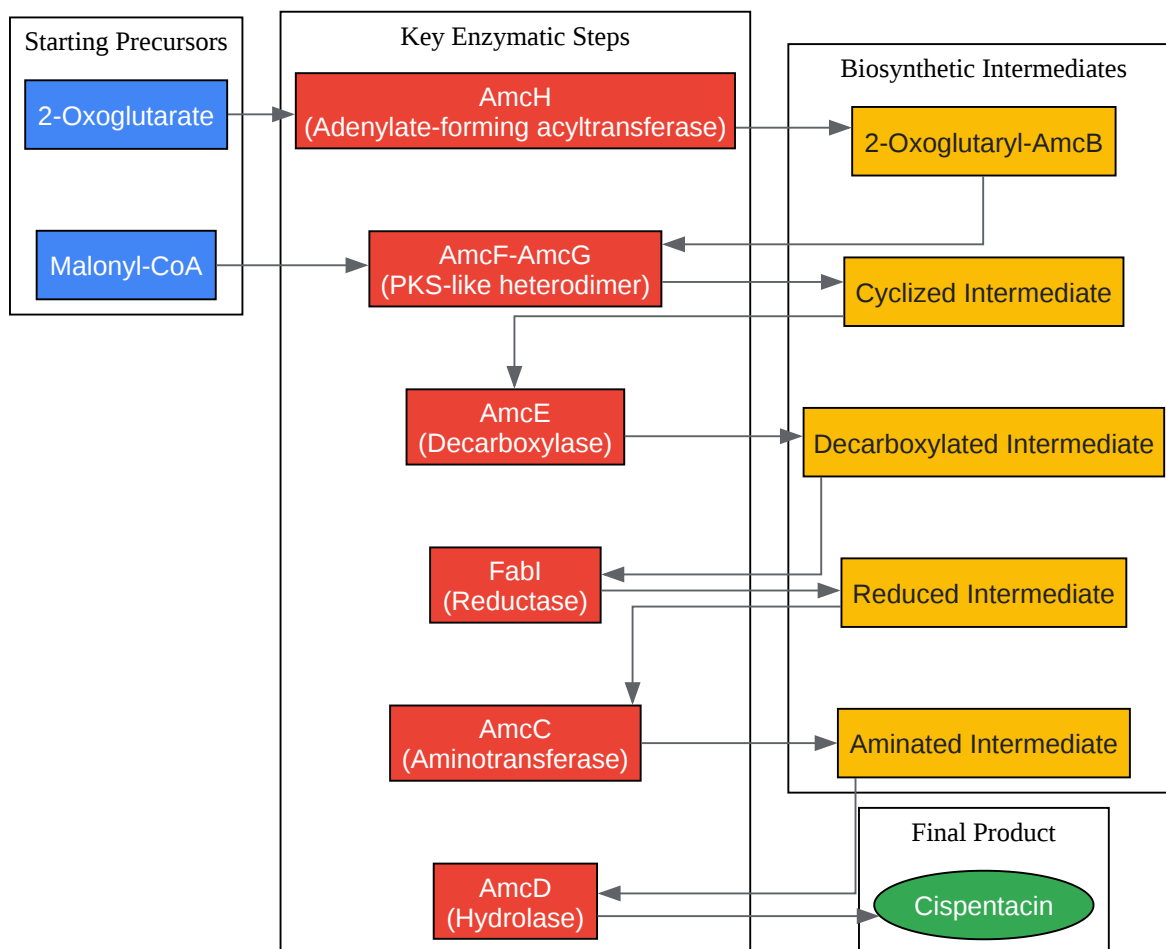 Starting Precursors
2-Oxoglutarate
Malonyl-CoA
Key Enzymatic Steps
AmcH
(Adenylate-forming acyltransferase)
AmcF-AmcG
(PKS-like heterodimer)
AmcE
(Decarboxylase)
FabI
(Reductase)
AmcC
(Aminotransferase)
AmcD
(Hydrolase)
Biosynthetic Intermediates
2-Oxoglutaryl-AmcB
Cyclized Intermediate
Decarboxylated Intermediate
Reduced Intermediate
Aminated Intermediate
Final Product
Cispentacin